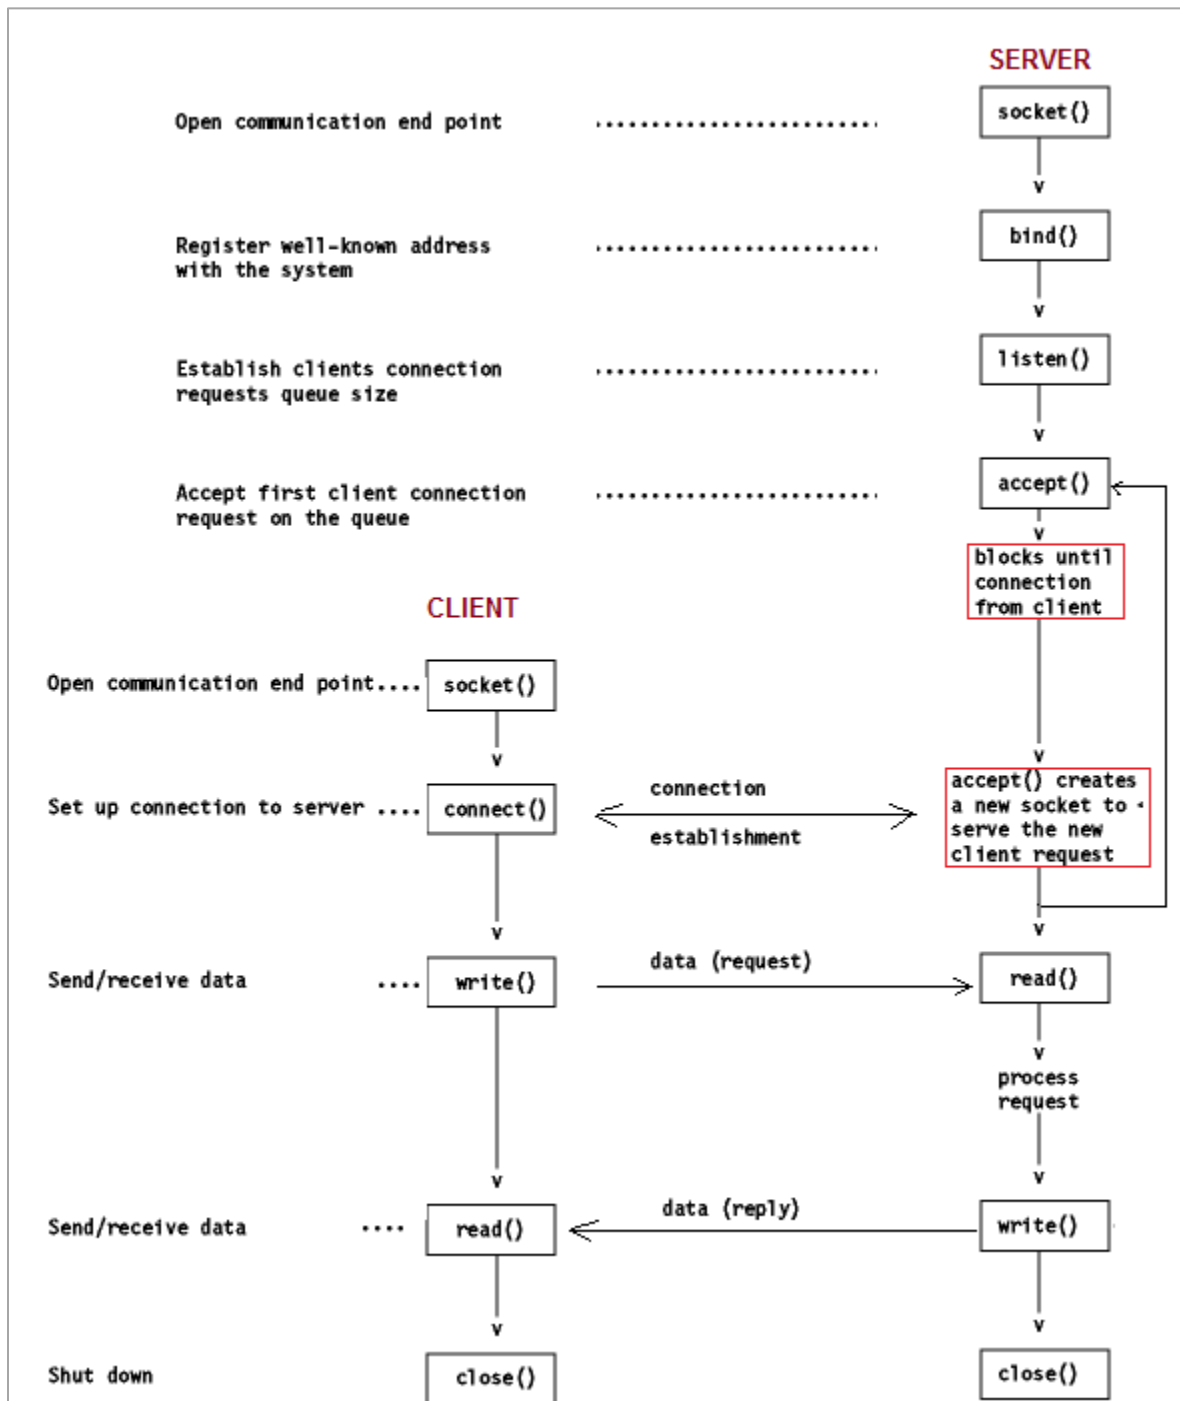 SERVER
Open communication end point ........................ socket()
v
Register well-known address ........................ bind()
with the system
v
Establish clients connection ........................ listen()
requests queue size
v
Accept first client connection ........................ accept()
request on the queue
v
blocks until
connection
from client
CLIENT
Open communication end point.... socket()
v
v
connection
accept() creates
Set up connection to server .... connect()
a new socket to
establishment
serve the new
client request
v
v
data (request)
Send/receive data .... write()
read()
v
process
request
v
v
data (reply)
Send/receive data .... read()
write()
v
v
Shut down
close()
close()